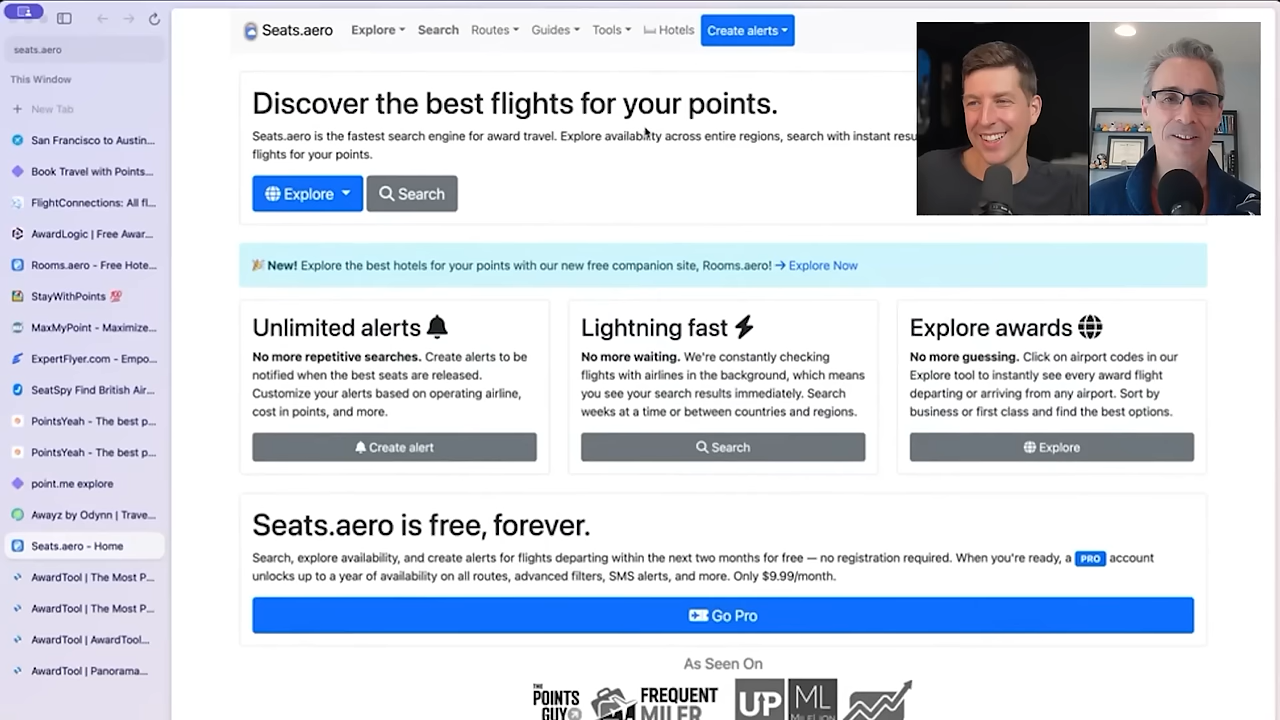 seats.aero
This Window
New Tab
San Francisco to Austin...
Book Travel with Points...
FlightConnections: All fl...
AwardLogic | Free Awar...
Rooms.aero - Free Hote...
StayWithPoints 💯
MaxMyPoint - Maximize...
ExpertFlyer.com - Empo...
SeatSpy Find British Air...
PointsYeah - The best p...
PointsYeah - The best p...
point.me explore
Awayz by Odynn | Trave...
Seats.aero - Home
AwardTool | The Most P...
AwardTool | The Most P...
AwardTool | AwardTool...
AwardTool | Panorama...
Seats.aero Explore Search Routes Guides Tools Hotels Create alerts
Discover the best flights for your points.
Seats.aero is the fastest search engine for award travel. Explore availability across entire regions, search with instant resu
flights for your points.
Explore Search
🎉 New! Explore the best hotels for your points with our new free companion site, Rooms.aero! → Explore Now
Unlimited alerts
No more repetitive searches. Create alerts to be
notified when the best seats are released.
Customize your alerts based on operating airline,
cost in points, and more.
Create alert
Lightning fast
No more waiting. We're constantly checking
flights with airlines in the background, which means
you see your search results immediately. Search
weeks at a time or between countries and regions.
Search
Explore awards
No more guessing. Click on airport codes in our
Explore tool to instantly see every award flight
departing or arriving from any airport. Sort by
business or first class and find the best options.
Explore
Seats.aero is free, forever.
Search, explore availability, and create alerts for flights departing within the next two months for free — no registration required. When you're ready, a PRO account
unlocks up to a year of availability on all routes, advanced filters, SMS alerts, and more. Only $9.99/month.
Go Pro
As Seen On
THE
POINTS
GUY
FREQUENT
MILER
UP
ML